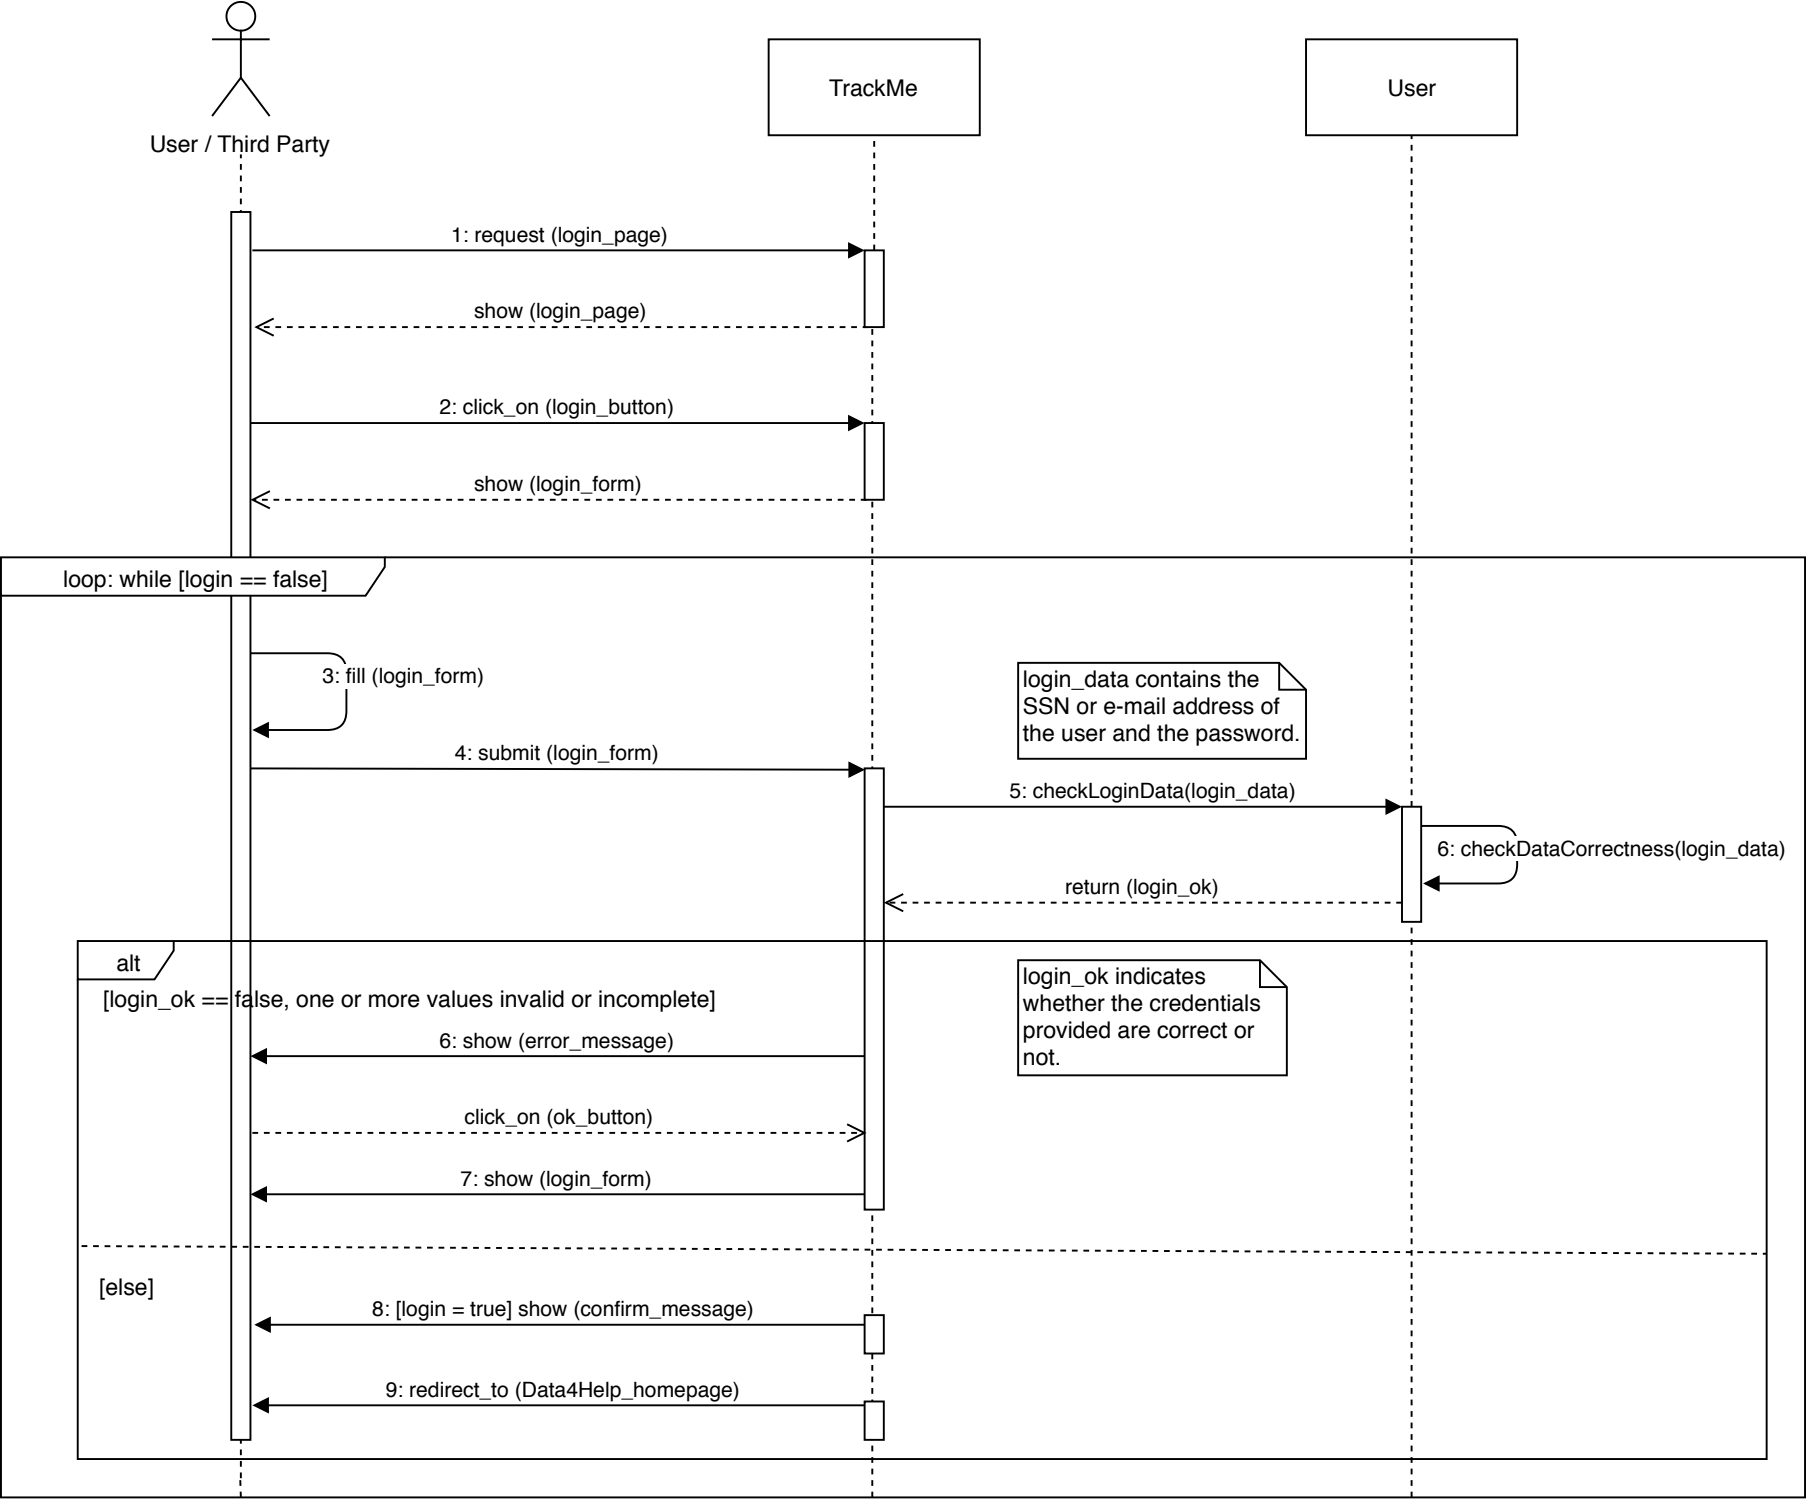 User / Third Party
TrackMe
User
1: request (login_page)
show (login_page)
2: click_on (login_button)
show (login_form)
loop: while [login == false]
3: fill (login_form)
login_data contains the
SSN or e-mail address of
the user and the password.
4: submit (login_form)
5: checkLoginData(login_data)
6: checkDataCorrectness(login_data)
return (login_ok)
alt
[login_ok == false, one or more values invalid or incomplete]
login_ok indicates
whether the credentials
provided are correct or
not.
6: show (error_message)
click_on (ok_button)
7: show (login_form)
[else]
8: [login = true] show (confirm_message)
9: redirect_to (Data4Help_homepage)